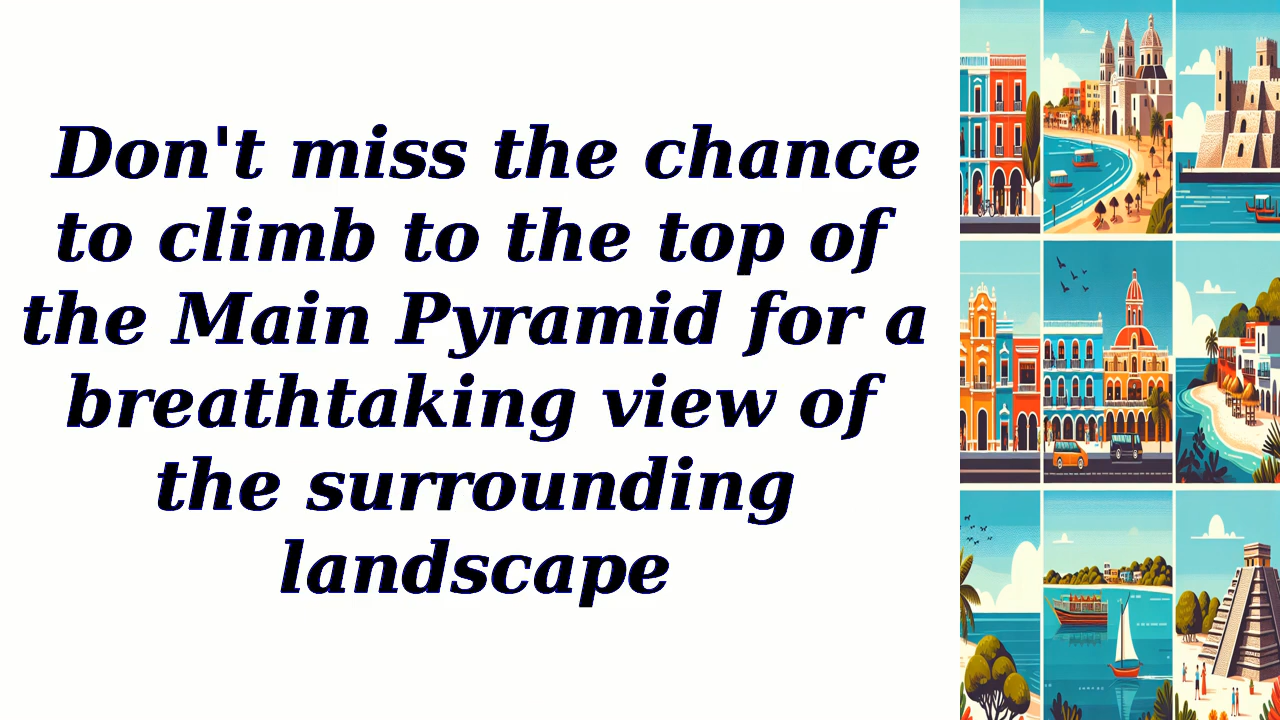 Don't miss the chance
to climb to the top of
the Main Pyramid for a
breathtaking view of
the surrounding
landscape